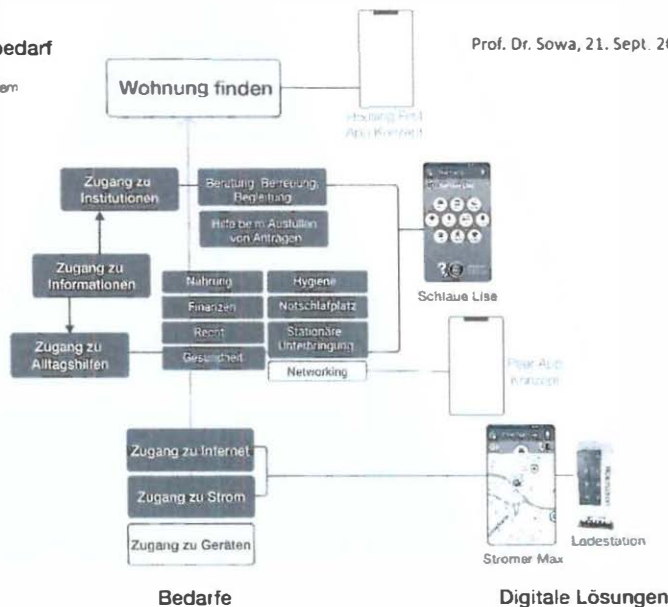 bedarf
Prof. Dr. Sowa, 21. Sept.
Wohnung finden
Housing First
App Konzept
Zugang zu
Institutionen
Beratung, Betreuung,
Begleitung
Hilfe beim Ausfüllen
von Anträgen
Schlaue Lise
Zugang zu
Informationen
Nahrung
Hygiene
Finanzen
Notschlafplatz
Recht
Stationäre
Unterbringung
Gesundheit
Networking
Zugang zu
Alltagshilfen
Peer App
Konzept
Zugang zu Internet
Zugang zu Strom
Zugang zu Geräten
Stromer Max
Ladestation
Bedarfe
Digitale Lösungen